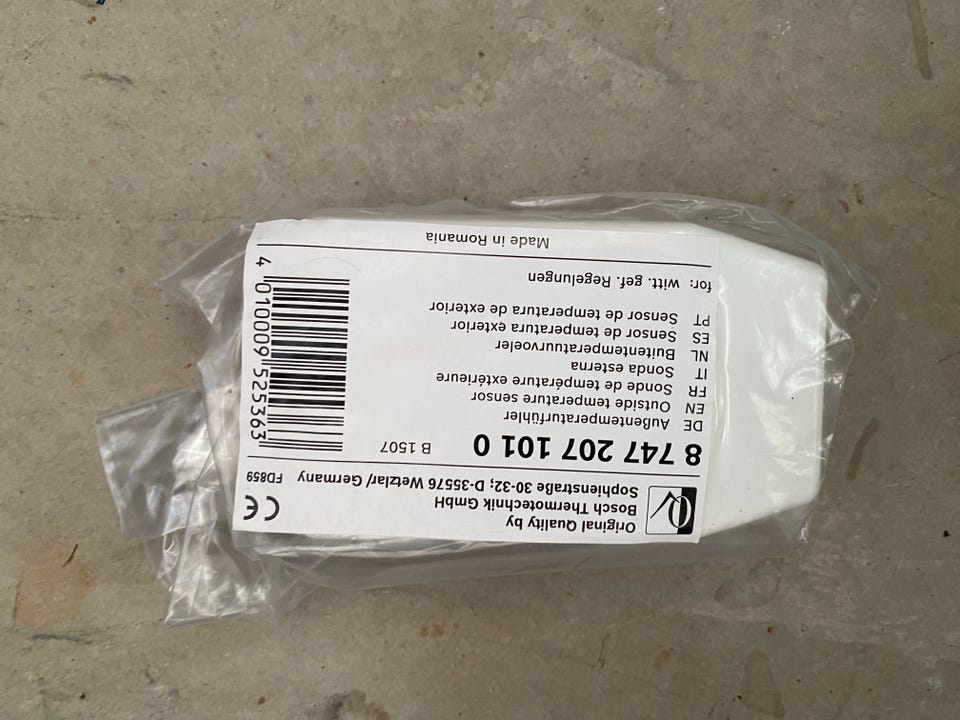 Original Quality by
Bosch Thermotechnik GmbH
Sophienstraße 30-32; D-35576 Wetzlar/ Germany
CE
FD859
8 747 207 101 0
B 1507
DE Außentemperaturfühler
EN Outside temperature sensor
FR Sonde de température extérieure
IT Sonda esterna
NL Buitentemperatuurvoeler
ES Sensor de temperatura exterior
PT Sensor de temperatura de exterior
for: witt. gef. Regelungen
4 010009 525363
Made in Romania